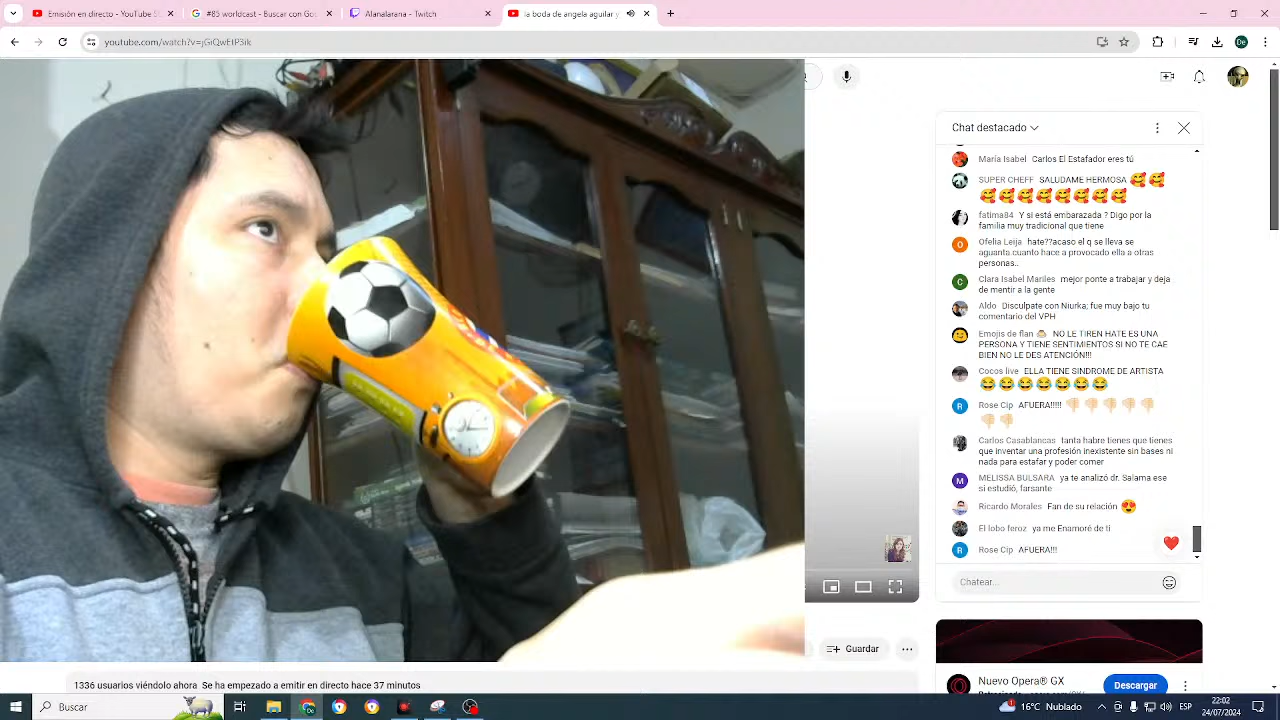 Emisión en directo - YouTube St
#85 worldcast - Buscar con Goo
Alanalarana - Twitch
la boda de angela aguilar y
youtube.com/watch?v=jGiQwEtP3ik
De
Chat destacado
María Isabel Carlos El Estafador eres tú
SUPER CHEFF SALUDAME HERMOSA
fatima84 Y si está embarazada ? Digo por la
familia muy tradicional que tiene
Ofelia Leija hate??acaso el q se lleva se
aguanta.cuanto hace a provocado ella a otras
personas..
Clara Isabel Mariles mejor ponte a trabajar y deja
de mentir a la gente
Aldo Disculpate con Niurka; fue muy bajo tu
comentario del VPH
Emojis de flan NO LE TIREN HATE ES UNA
PERSONA Y TIENE SENTIMIENTOS SI NO TE CAE
BIEN NO LE DES ATENCIÓN!!!
Cocos live ELLA TIENE SINDROME DE ARTISTA
Rose Cip AFUERA!!!!!
Carlos Casablancas tanta habre tienes que tienes
que inventar una profesión inexistente sin bases ni
nada para estafar y poder comer
MELISSA BULSARA ya te analizó dr. Salama ese
si estudió, farsante
Ricardo Morales Fan de su relación
El lobo feroz ya me Enamoré de ti
Rose Cip AFUERA!!!
Chatear...
Guardar
1336 usuarios viéndolo ahora Se ha empezado a emitir en directo hace 37 minutos
Nuevo Opera® GX
Descargar
Buscar
16°C Nublado
ESP
22:02
24/07/2024